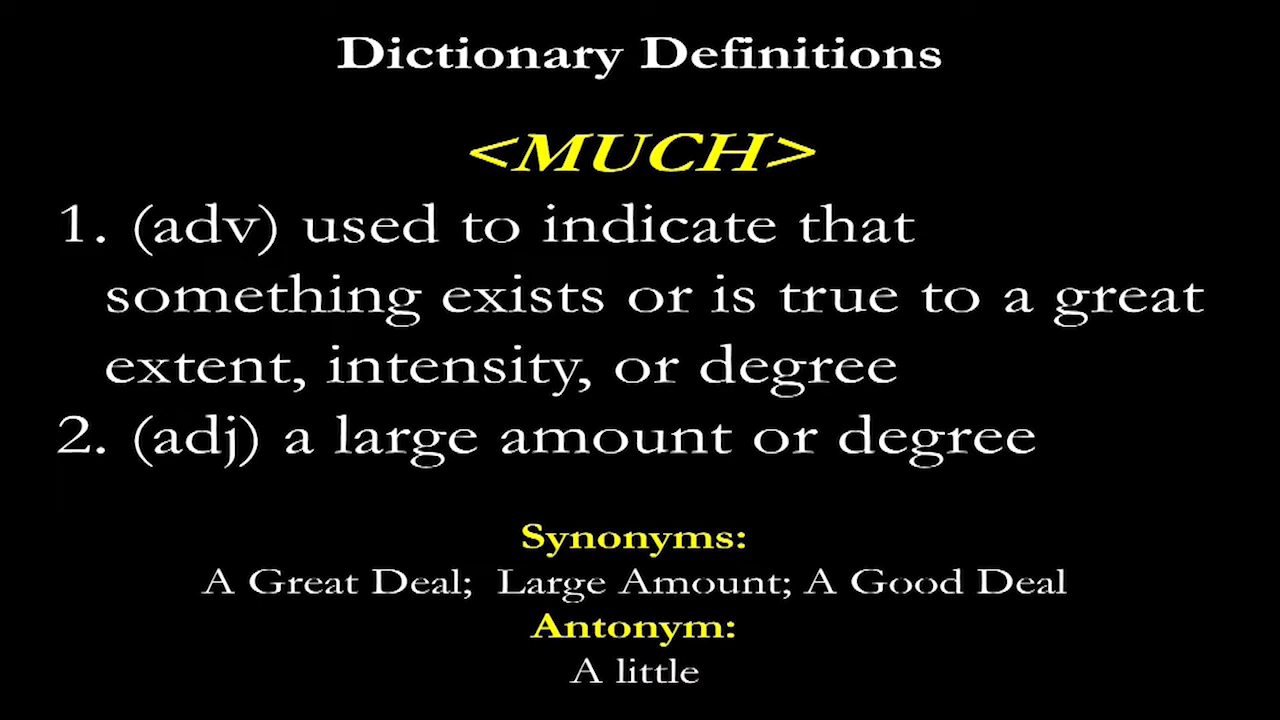 Dictionary Definitions
<MUCH>
1. (adv) used to indicate that
something exists or is true to a great
extent, intensity, or degree
2. (adj) a large amount or degree
Synonyms:
A Great Deal;  Large Amount; A Good Deal
Antonym:
A little